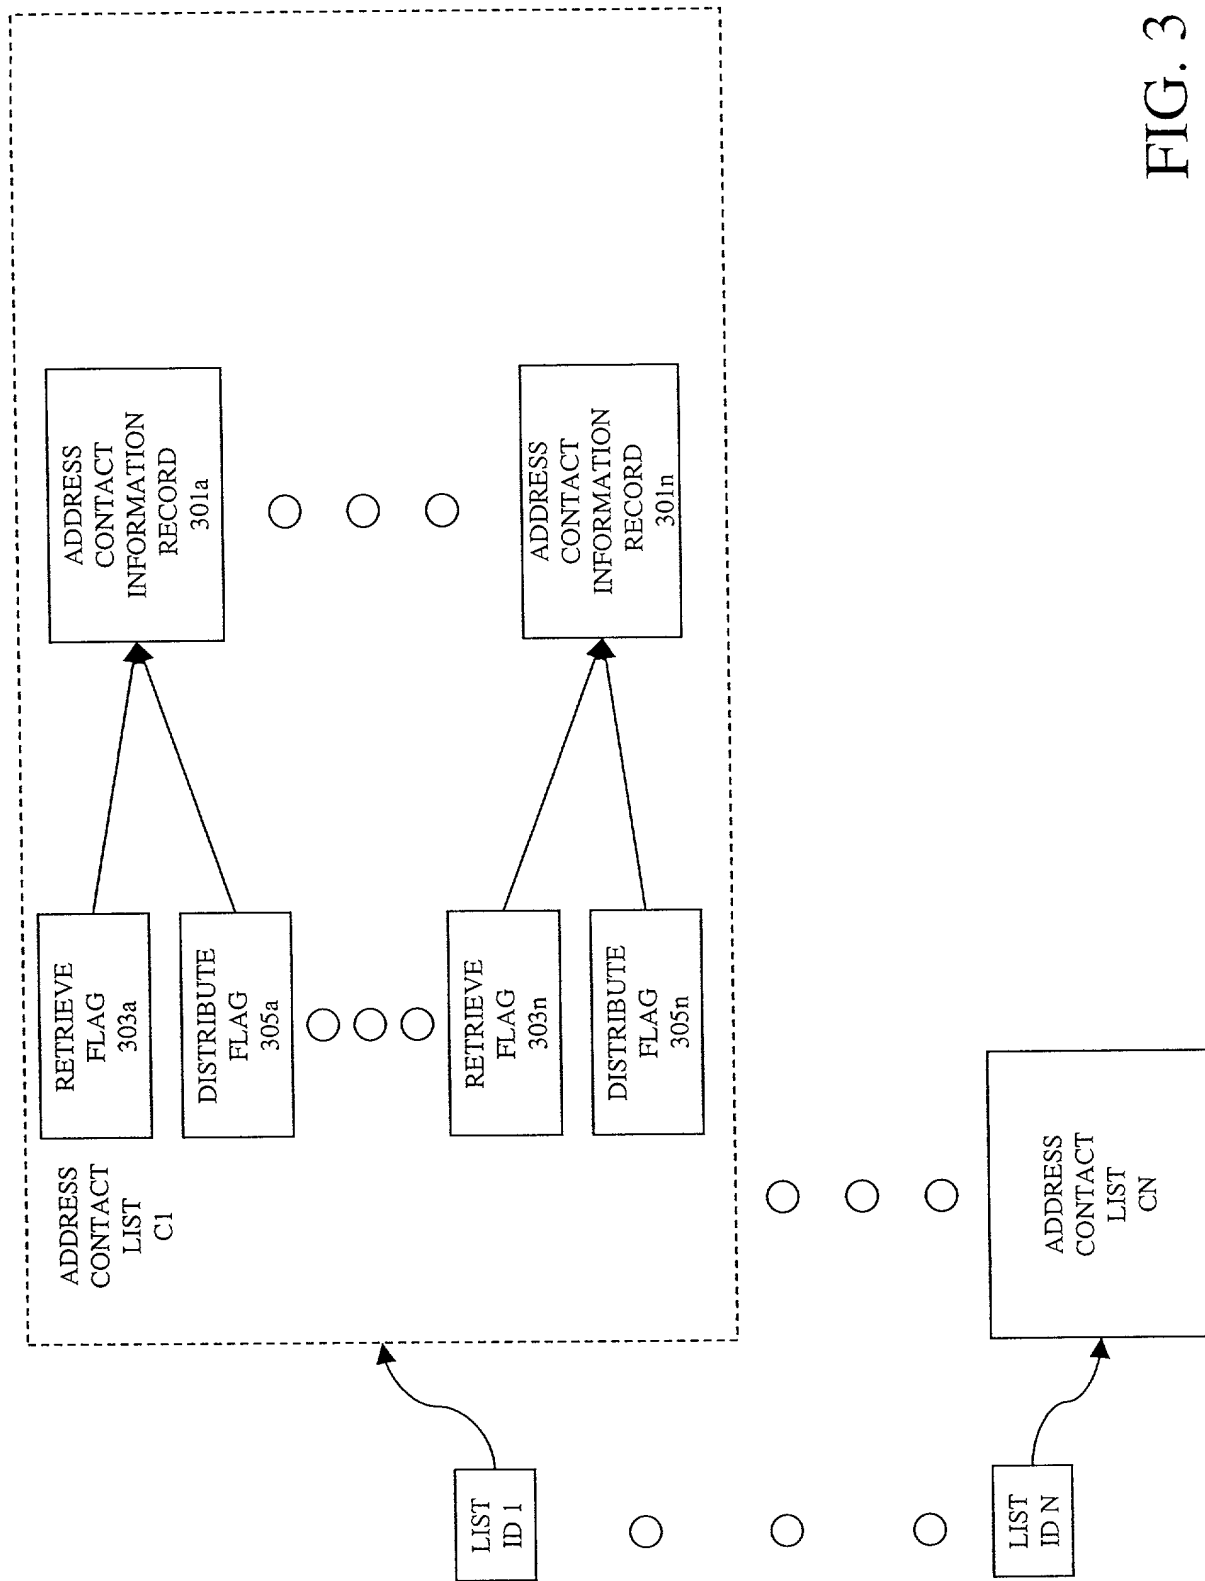 ADDRESS
CONTACT
LIST
C1
RETRIEVE
FLAG
303a
DISTRIBUTE
FLAG
305a
ADDRESS
CONTACT
INFORMATION
RECORD
301a
RETRIEVE
FLAG
303n
DISTRIBUTE
FLAG
305n
ADDRESS
CONTACT
INFORMATION
RECORD
301n
LIST
ID 1
LIST
ID N
ADDRESS
CONTACT
LIST
CN
FIG. 3